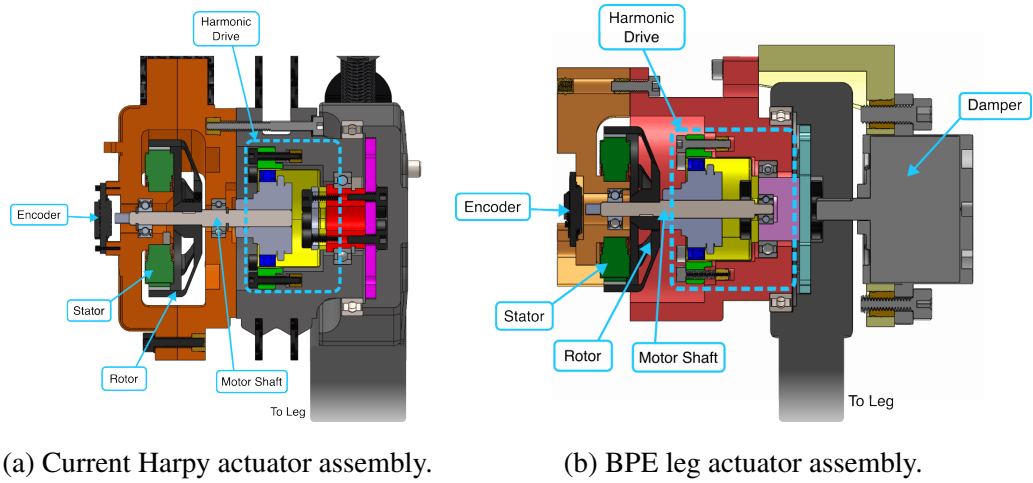 Harmonic
Drive
Encoder
Stator
Rotor
Motor Shaft
To Leg
(a) Current Harpy actuator assembly.
Harmonic
Drive
Damper
Encoder
Stator
Rotor
Motor Shaft
To Leg
(b) BPE leg actuator assembly.